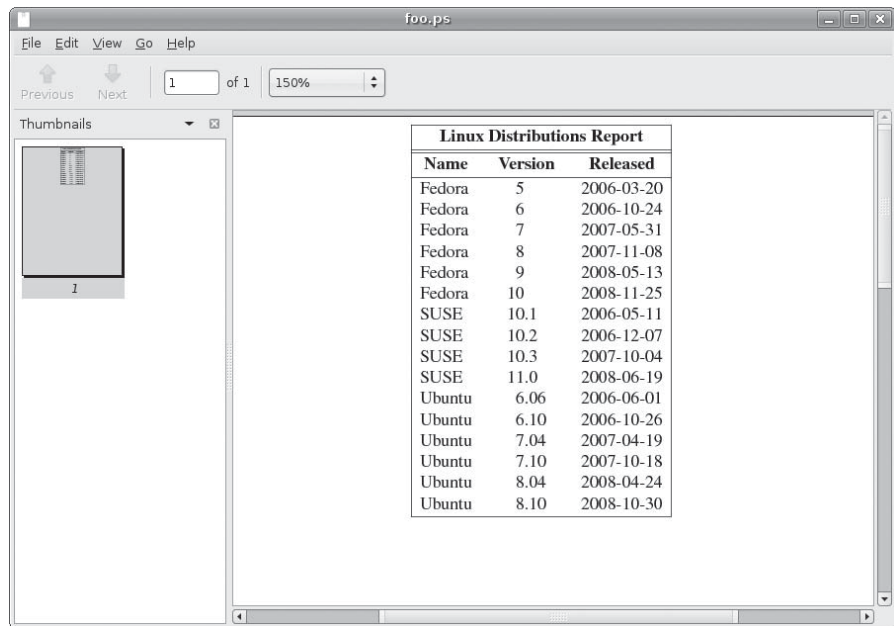 foo.ps
File Edit View Go Help
Previous Next 1 of 1 150%
Thumbnails
1
Linux Distributions Report
Name Version Released
Fedora 5 2006-03-20
Fedora 6 2006-10-24
Fedora 7 2007-05-31
Fedora 8 2007-11-08
Fedora 9 2008-05-13
Fedora 10 2008-11-25
SUSE 10.1 2006-05-11
SUSE 10.2 2006-12-07
SUSE 10.3 2007-10-04
SUSE 11.0 2008-06-19
Ubuntu 6.06 2006-06-01
Ubuntu 6.10 2006-10-26
Ubuntu 7.04 2007-04-19
Ubuntu 7.10 2007-10-18
Ubuntu 8.04 2008-04-24
Ubuntu 8.10 2008-10-30